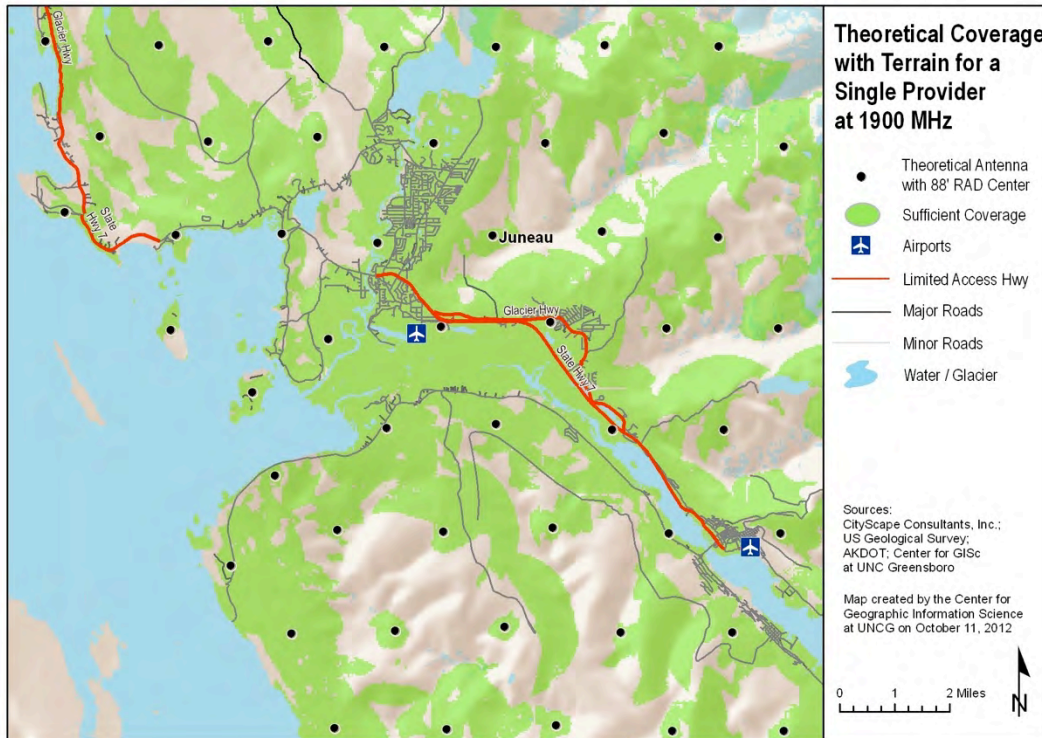 Theoretical Coverage
with Terrain for a
Single Provider
at 1900 MHz
Theoretical Antenna
with 88' RAD Center
Sufficient Coverage
Airports
Limited Access Hwy
Major Roads
Minor Roads
Water / Glacier
Sources:
CityScape Consultants, Inc.;
US Geological Survey;
AKDOT; Center for GISc
at UNC Greensboro
Map created by the Center for
Geographic Information Science
at UNCG on October 11, 2012
0 1 2 Miles
N
Glacier Hwy
State
Hwy 7
Juneau
Glacier Hwy
State Hwy 7